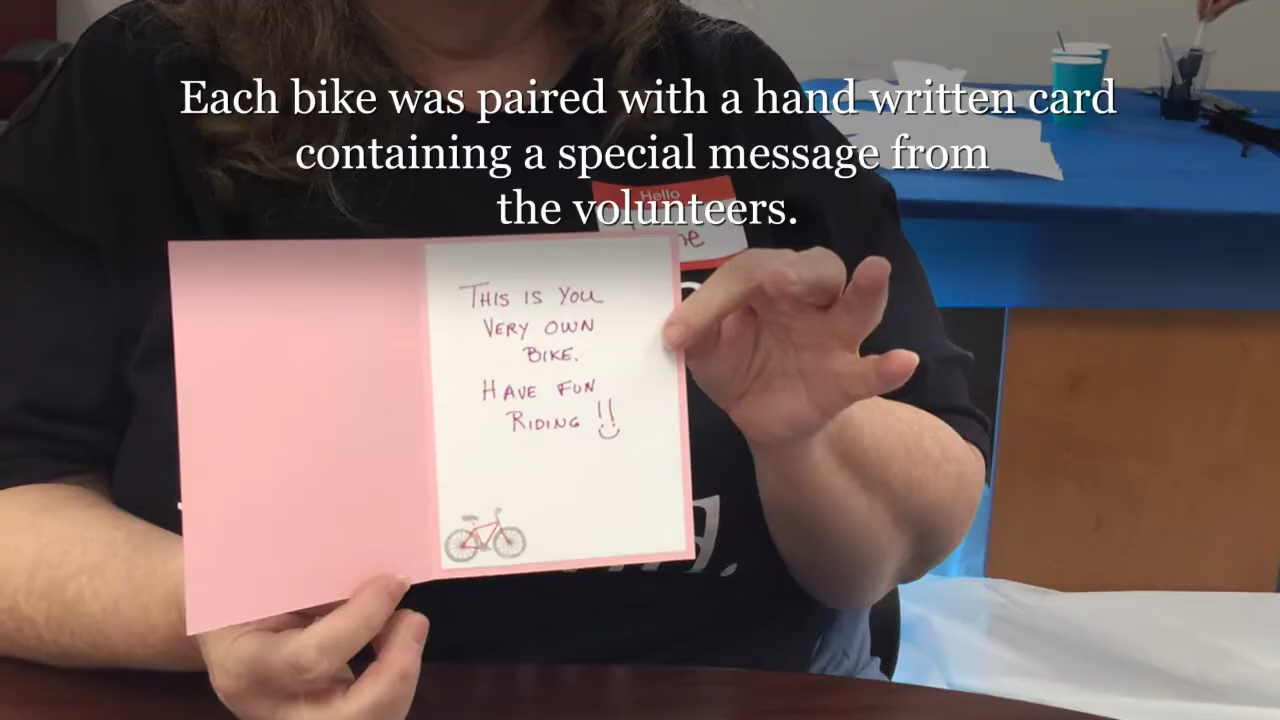 Each bike was paired with a hand written card
containing a special message from
the volunteers.
Hello
THIS IS YOU
VERY OWN
BIKE.
HAVE FUN
RIDING !!